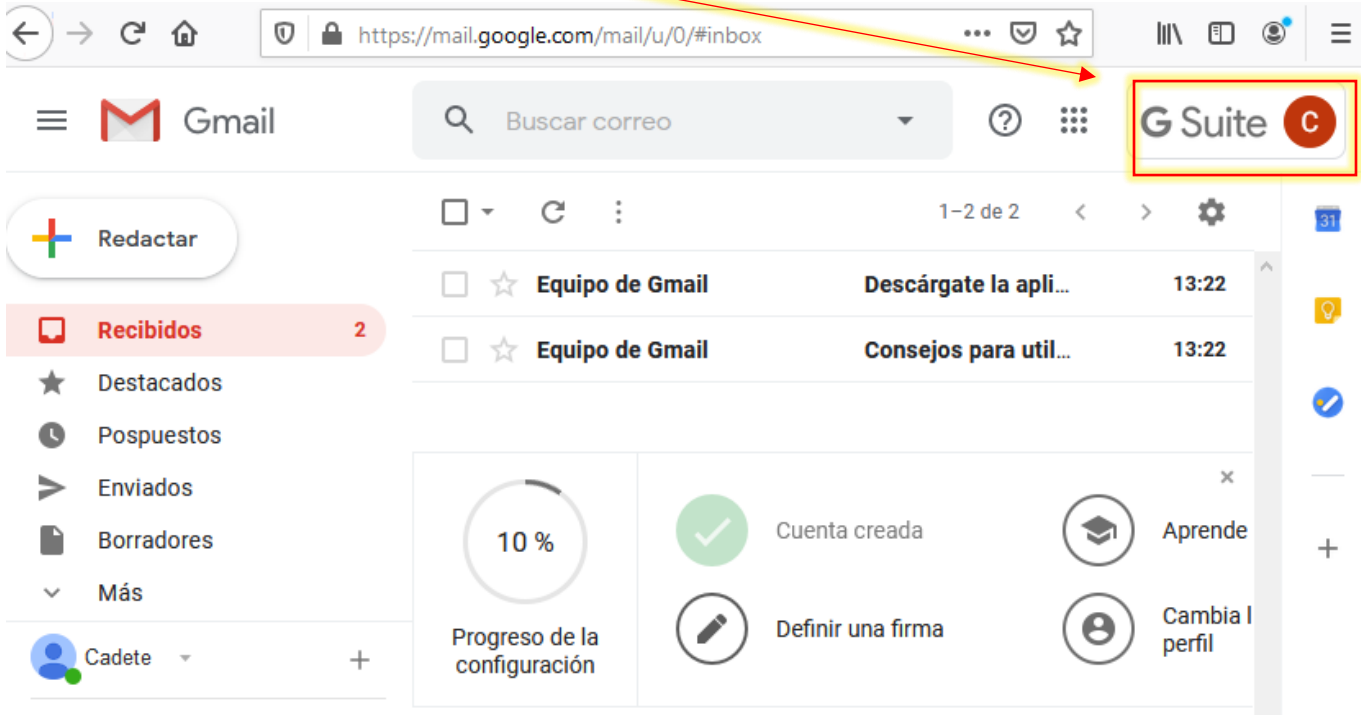 https://mail.google.com/mail/u/0/#inbox
Gmail
Buscar correo
G Suite C
Redactar
1–2 de 2
31
Equipo de Gmail Descárgate la apli… 13:22
Recibidos 2
Equipo de Gmail Consejos para util… 13:22
Destacados
Pospuestos
Enviados
Borradores
Más
10 %
Cuenta creada
Aprende
Progreso de la
configuración
Definir una firma
Cambia l
perfil
Cadete